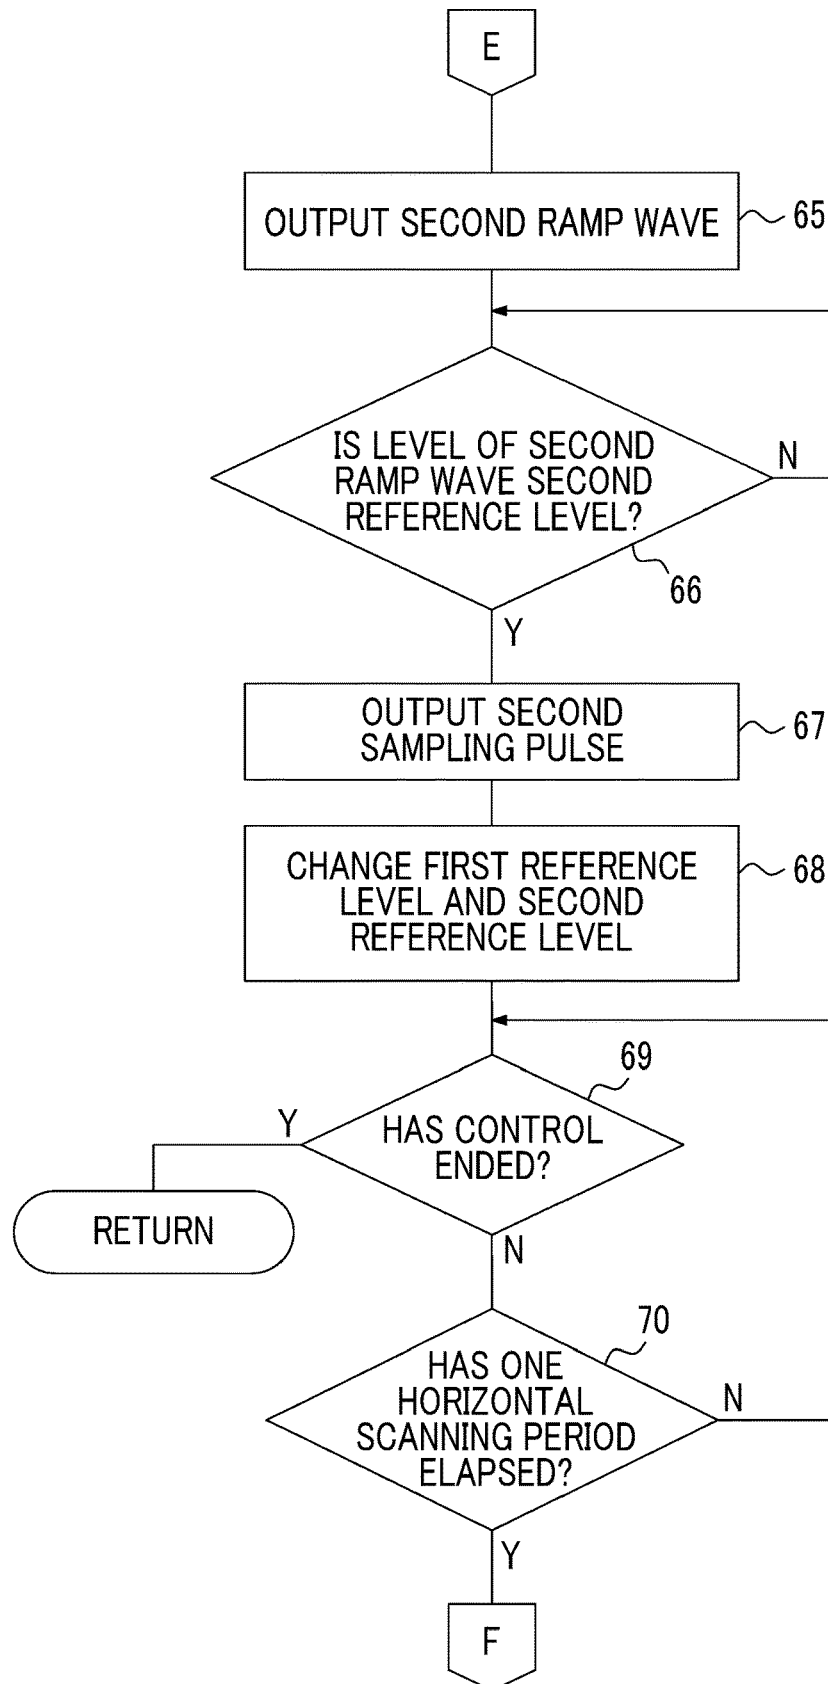 E
OUTPUT SECOND RAMP WAVE
65
IS LEVEL OF SECOND
RAMP WAVE SECOND
REFERENCE LEVEL?
N
66
Y
OUTPUT SECOND
SAMPLING PULSE
67
CHANGE FIRST REFERENCE
LEVEL AND SECOND
REFERENCE LEVEL
68
69
HAS CONTROL
ENDED?
Y
RETURN
N
70
HAS ONE
HORIZONTAL
SCANNING PERIOD
ELAPSED?
N
Y
F